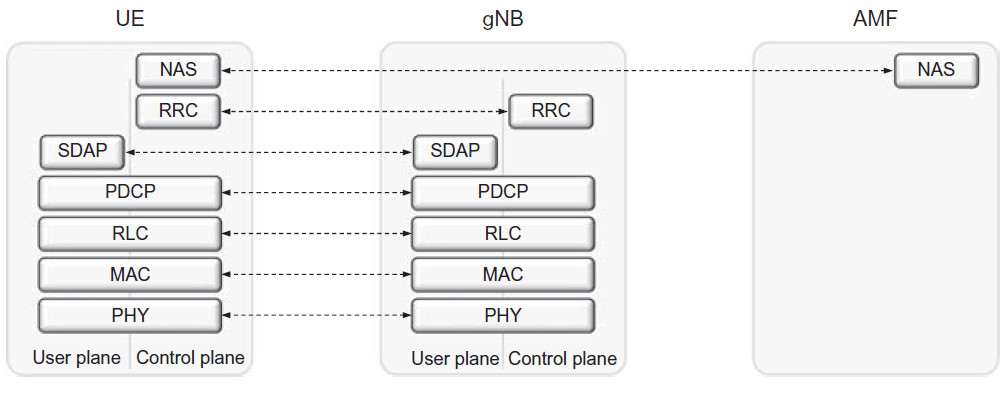 UE gNB AMF
NAS NAS
RRC RRC
SDAP SDAP
PDCP PDCP
RLC RLC
MAC MAC
PHY PHY
User plane Control plane User plane Control plane